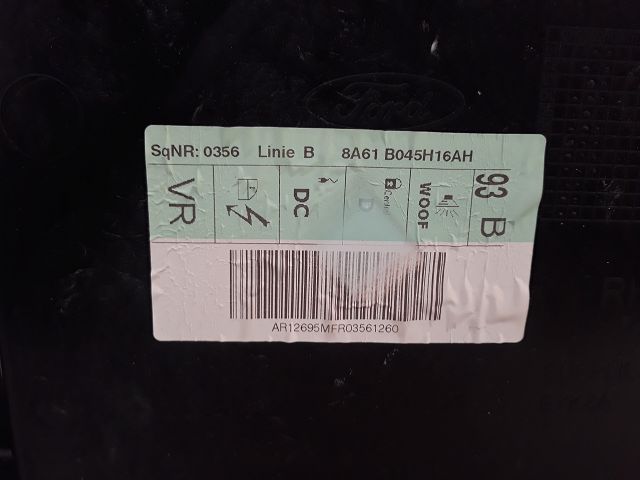 Ford
SqNR: 0356 Linie B 8A61 B045H16AH
VR
DC
D
WOOF
93 B
AR12695MFR03561260